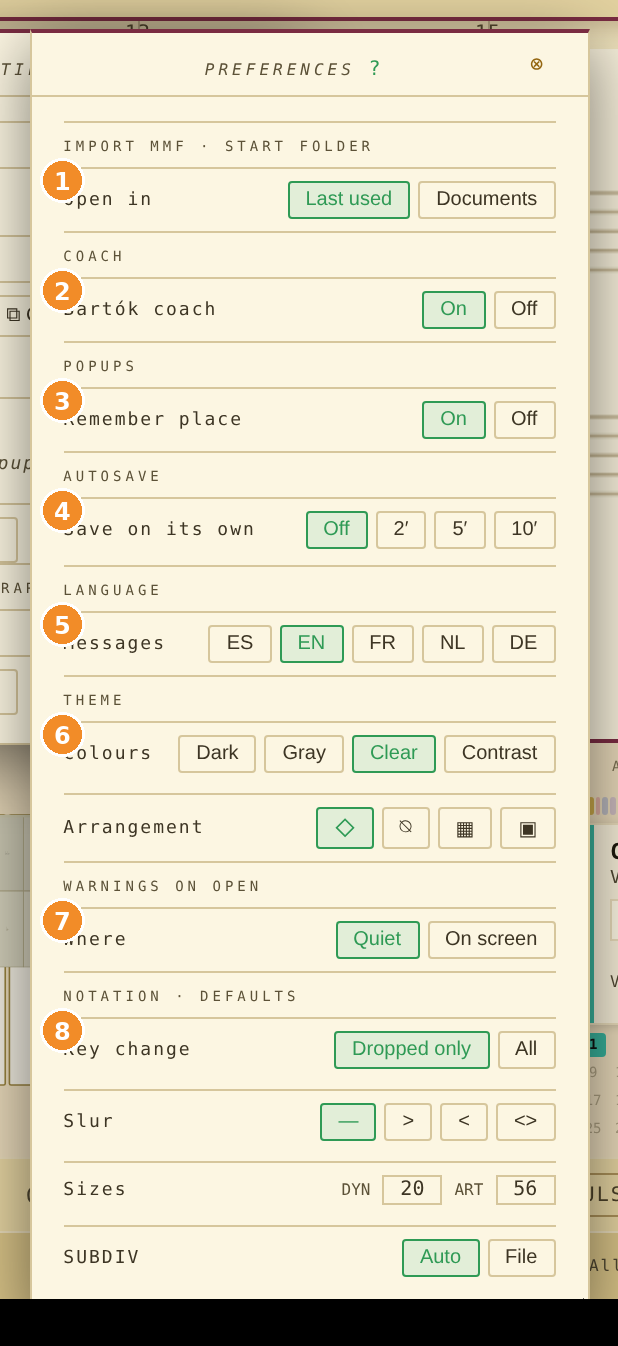 13 15
PREFERENCES ? ⊗
IMPORT MMF · START FOLDER
1
Open in Last used Documents
COACH
2
Bartók coach On Off
POPUPS
3
Remember place On Off
AUTOSAVE
4
Save on its own Off 2′ 5′ 10′
LANGUAGE
5
Messages ES EN FR NL DE
THEME
6
Colours Dark Gray Clear Contrast
Arrangement
WARNINGS ON OPEN
7
Where Quiet On screen
NOTATION · DEFAULTS
8
Key change Dropped only All
Slur — > < <>
Sizes DYN 20 ART 56
SUBDIV Auto File